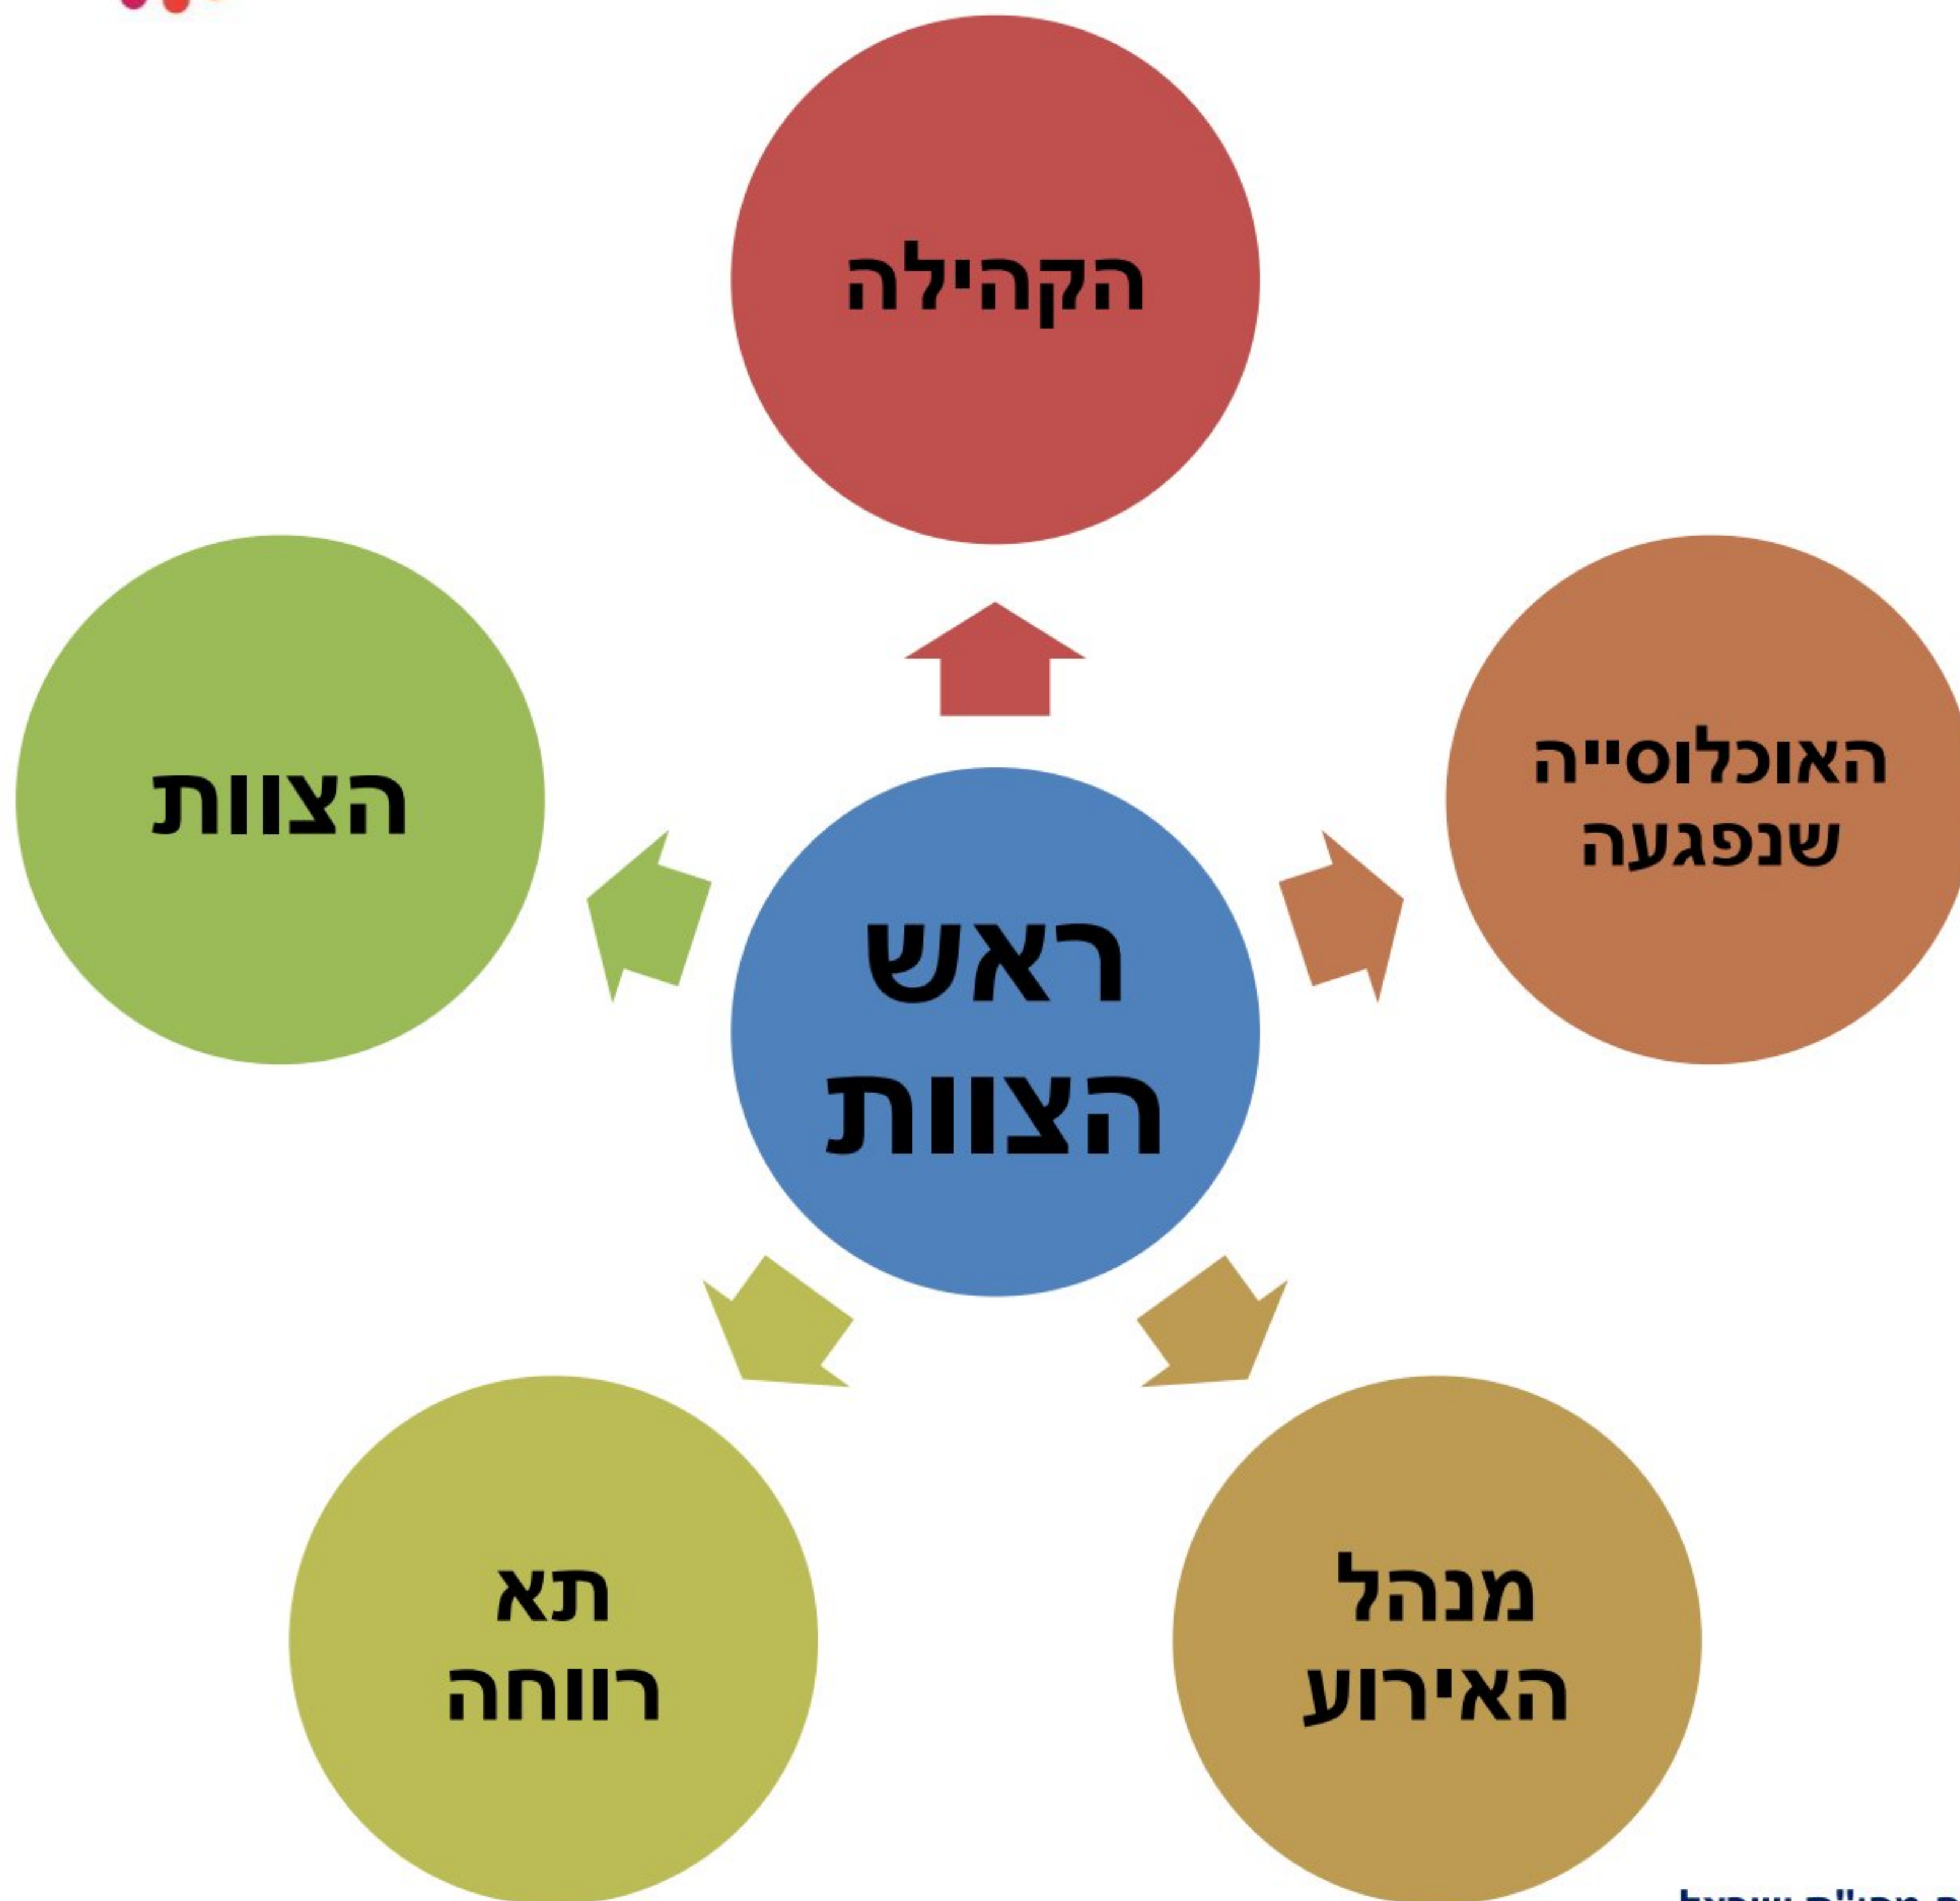 הקהילה
האוכלוסייה
שנפגעה
הצוות
ראש
הצוות
מנהל
האירוע
תא
רווחה